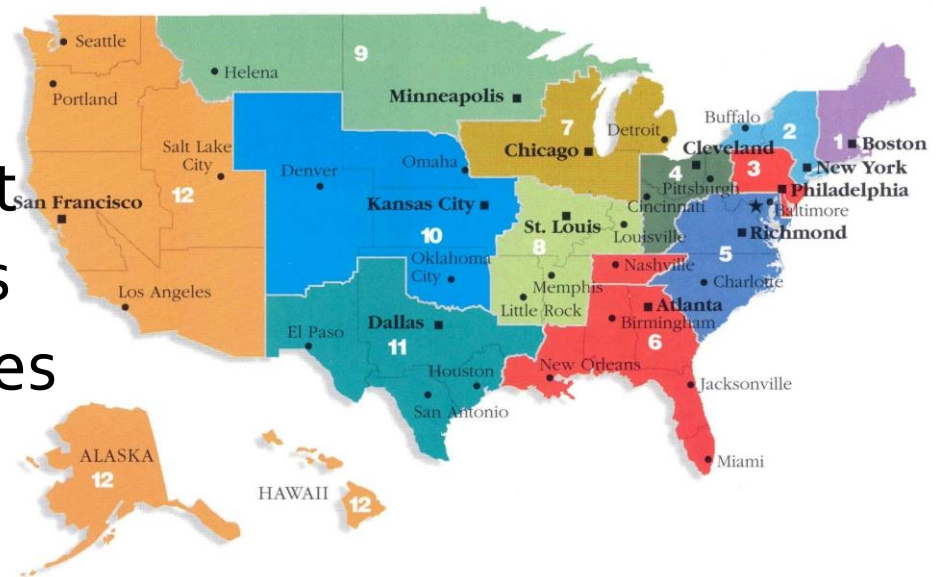 Seattle
9
Helena
Portland
Minneapolis
Buffalo
7
Detroit
2
1 Boston
Salt Lake
City
Chicago
Cleveland
Omaha
4
3
New York
Denver
Pittsburgh
Philadelphia
12
t
San Francisco
Kansas City
Cincinnati
Baltimore
St. Louis
Louisville
Richmond
10
8
5
Oklahoma
City
s
Nashville
Memphis
Charlotte
Los Angeles
Little Rock
Atlanta
El Paso
Dallas
Birmingham
11
6
es
Houston
New Orleans
Jacksonville
San Antonio
ALASKA
12
Miami
HAWAII
12